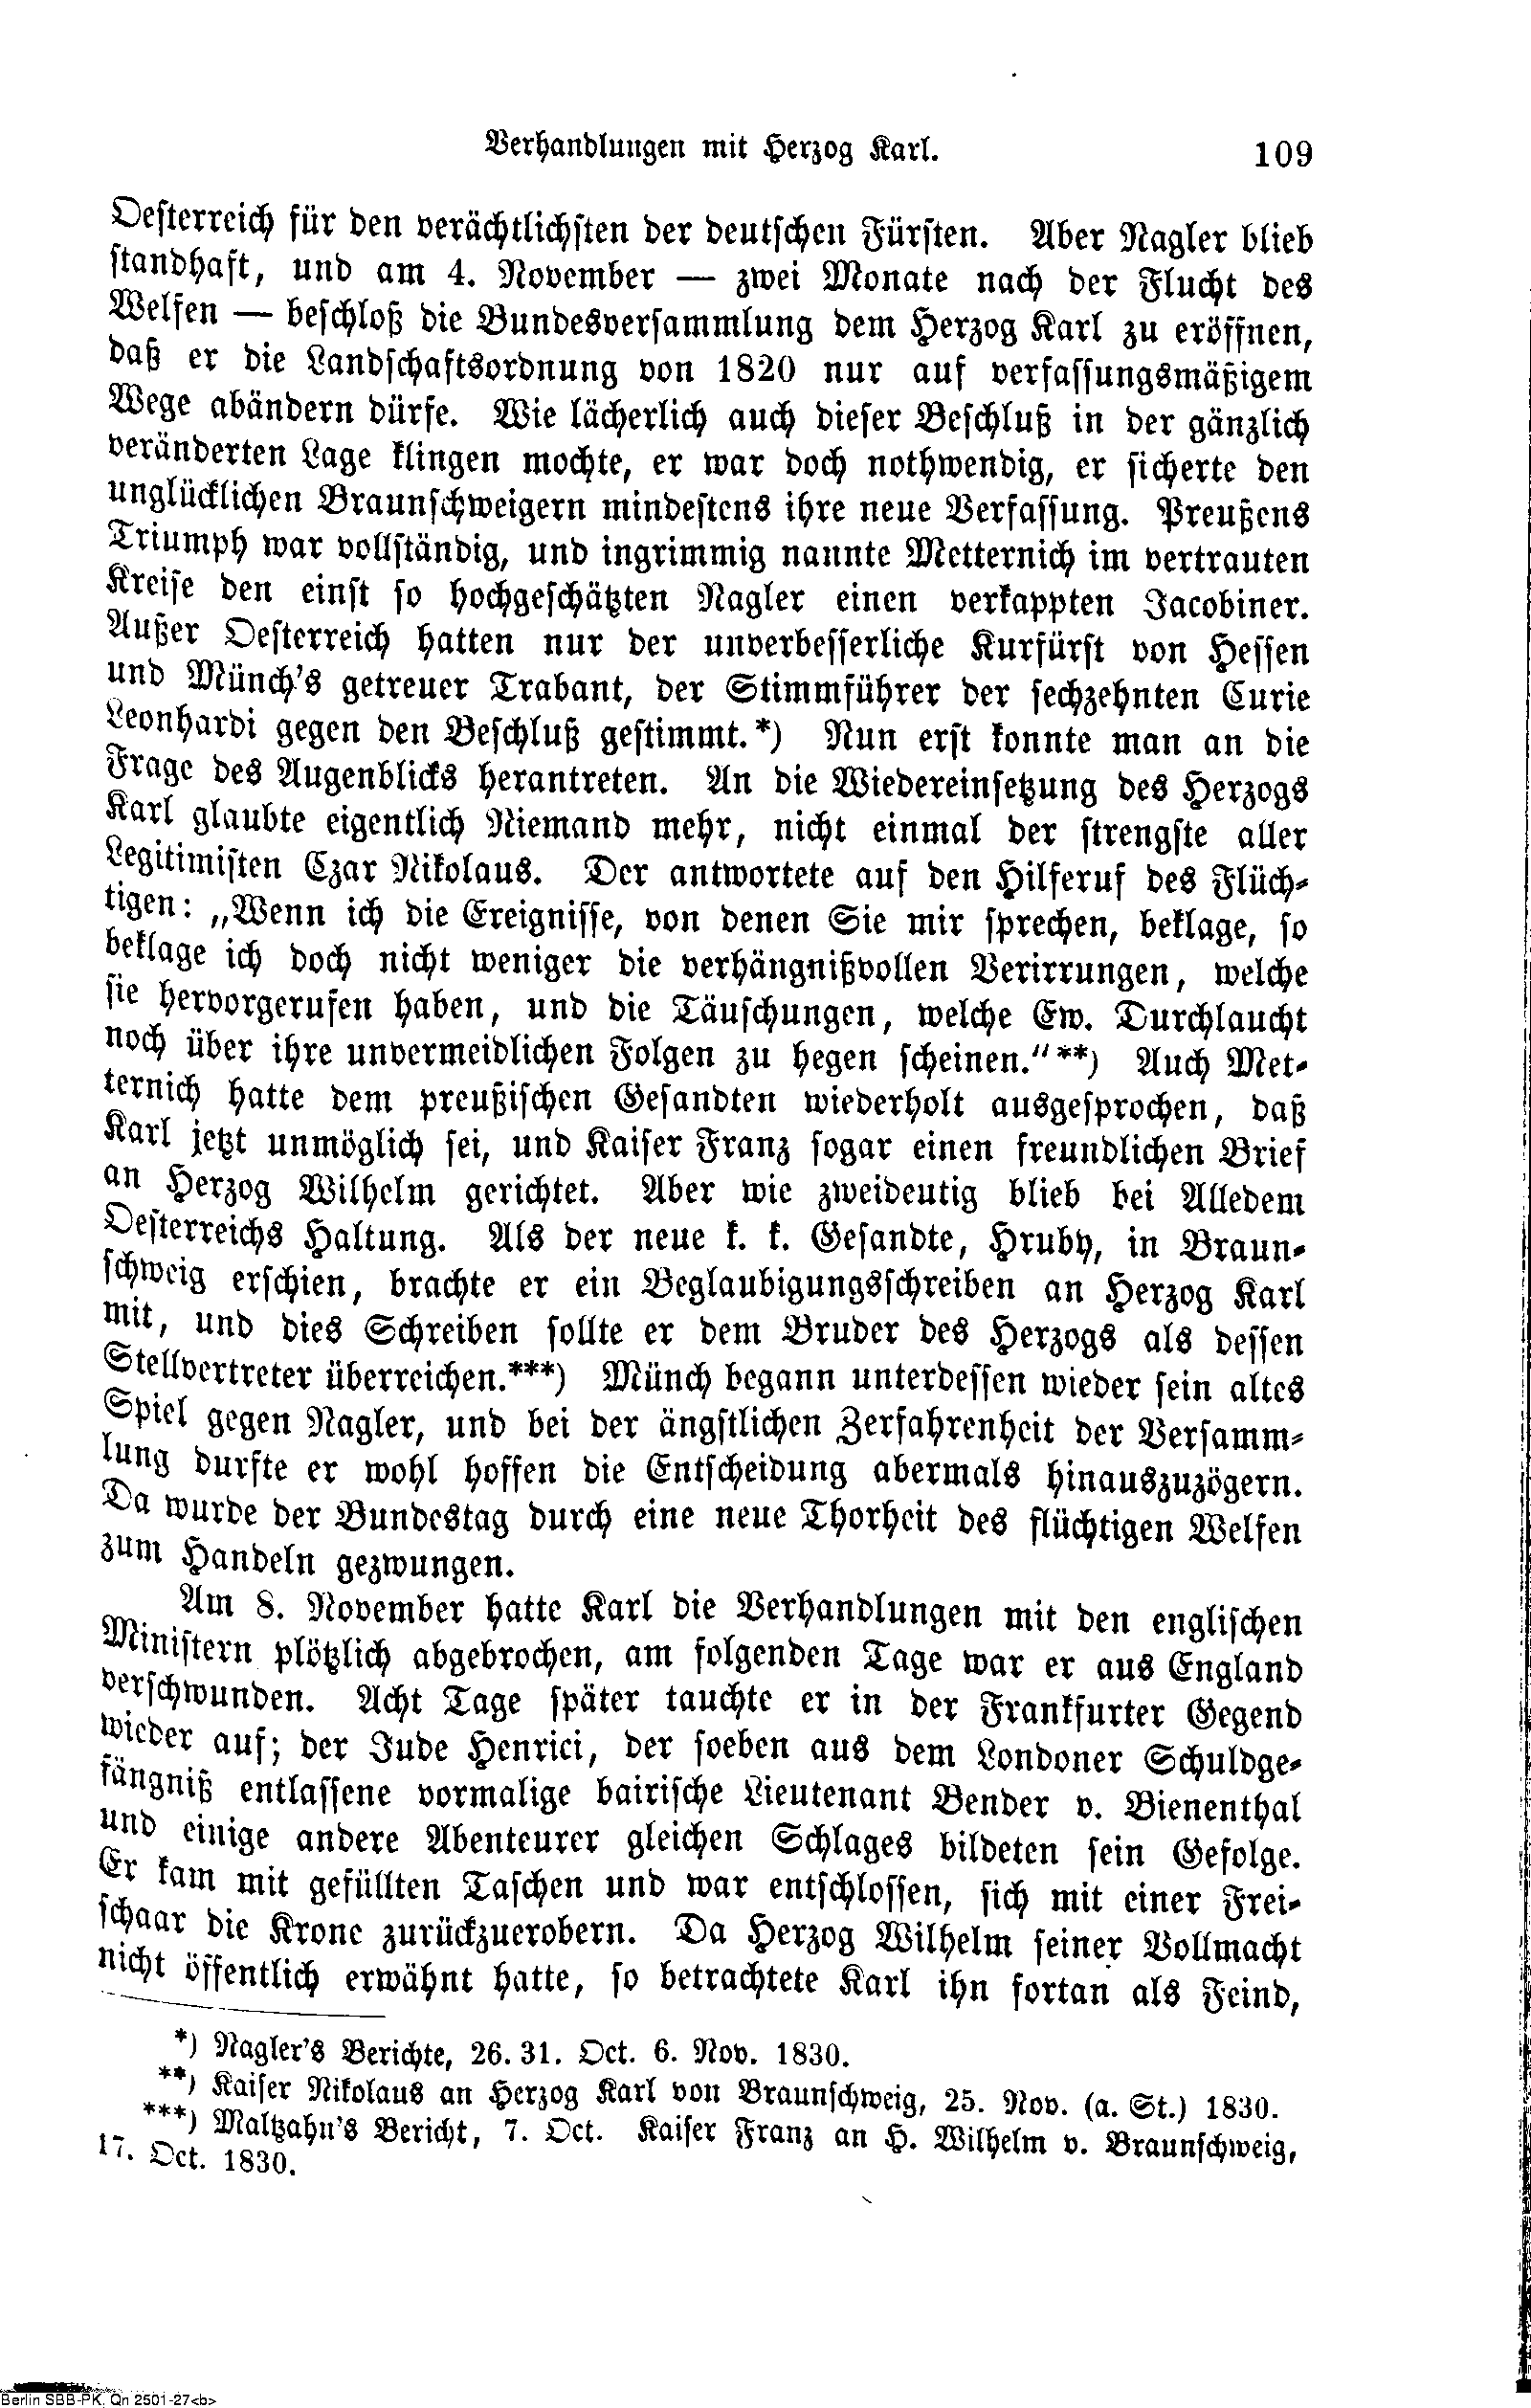 Verhandlungen mit Herzog Karl. 109
Oesterreich für den verächtlichsten der deutschen Fürsten. Aber Nagler blieb
standhaft, und am 4. November — zwei Monate nach der Flucht des
Welfen — beschloß die Bundesversammlung dem Herzog Karl zu eröffnen,
daß er die Landschaftsordnung von 1820 nur auf verfassungsmäßigem
Wege abändern dürfe. Wie lächerlich auch dieser Beschluß in der gänzlich
veränderten Lage klingen mochte, er war doch nothwendig, er sicherte den
unglücklichen Braunschweigern mindestens ihre neue Verfassung. Preußens
Triumph war vollständig, und ingrimmig nannte Metternich im vertrauten
Kreise den einst so hochgeschätzten Nagler einen verkappten Jacobiner.
Außer Oesterreich hatten nur der unverbesserliche Kurfürst von Hessen
und Münch's getreuer Trabant, der Stimmführer der sechzehnten Curie
Leonhardi gegen den Beschluß gestimmt.*) Nun erst konnte man an die
Frage des Augenblicks herantreten. An die Wiedereinsetzung des Herzogs
Karl glaubte eigentlich Niemand mehr, nicht einmal der strengste aller
Legitimisten Czar Nikolaus. Der antwortete auf den Hilferuf des Flüch-
tigen: „Wenn ich die Ereignisse, von denen Sie mir sprechen, beklage, so
beklage ich doch nicht weniger die verhängnißvollen Verirrungen, welche
sie hervorgerufen haben, und die Täuschungen, welche Ew. Durchlaucht
noch über ihre unvermeidlichen Folgen zu hegen scheinen."**) Auch Met-
ternich hatte dem preußischen Gesandten wiederholt ausgesprochen, daß
Karl jetzt unmöglich sei, und Kaiser Franz sogar einen freundlichen Brief
an Herzog Wilhelm gerichtet. Aber wie zweideutig blieb bei Alledem
Oesterreichs Haltung. Als der neue k. k. Gesandte, Hruby, in Braun-
schweig erschien, brachte er ein Beglaubigungsschreiben an Herzog Karl
mit, und dies Schreiben sollte er dem Bruder des Herzogs als dessen
Stellvertreter überreichen.***) Münch begann unterdessen wieder sein altes
Spiel gegen Nagler, und bei der ängstlichen Zerfahrenheit der Versamm-
lung durfte er wohl hoffen die Entscheidung abermals hinauszuzögern.
Da wurde der Bundestag durch eine neue Thorheit des flüchtigen Welfen
zum Handeln gezwungen.
Am 8. November hatte Karl die Verhandlungen mit den englischen
Ministern plötzlich abgebrochen, am folgenden Tage war er aus England
verschwunden. Acht Tage später tauchte er in der Frankfurter Gegend
wieder auf; der Jude Henrici, der soeben aus dem Londoner Schuldge-
fängniß entlassene vormalige bairische Lieutenant Bender v. Bienenthal
und einige andere Abenteurer gleichen Schlages bildeten sein Gefolge.
Er kam mit gefüllten Taschen und war entschlossen, sich mit einer Frei-
schaar die Krone zurückzuerobern. Da Herzog Wilhelm seiner Vollmacht
nicht öffentlich erwähnt hatte, so betrachtete Karl ihn fortan als Feind,
*) Nagler's Berichte, 26. 31. Oct. 6. Nov. 1830.
**) Kaiser Nikolaus an Herzog Karl von Braunschweig, 25. Nov. (a. St.) 1830.
***) Maltzahn's Bericht, 7. Oct. Kaiser Franz an H. Wilhelm v. Braunschweig,
17. Oct. 1830.
Berlin SBB-PK, Qn 2501-27<b>